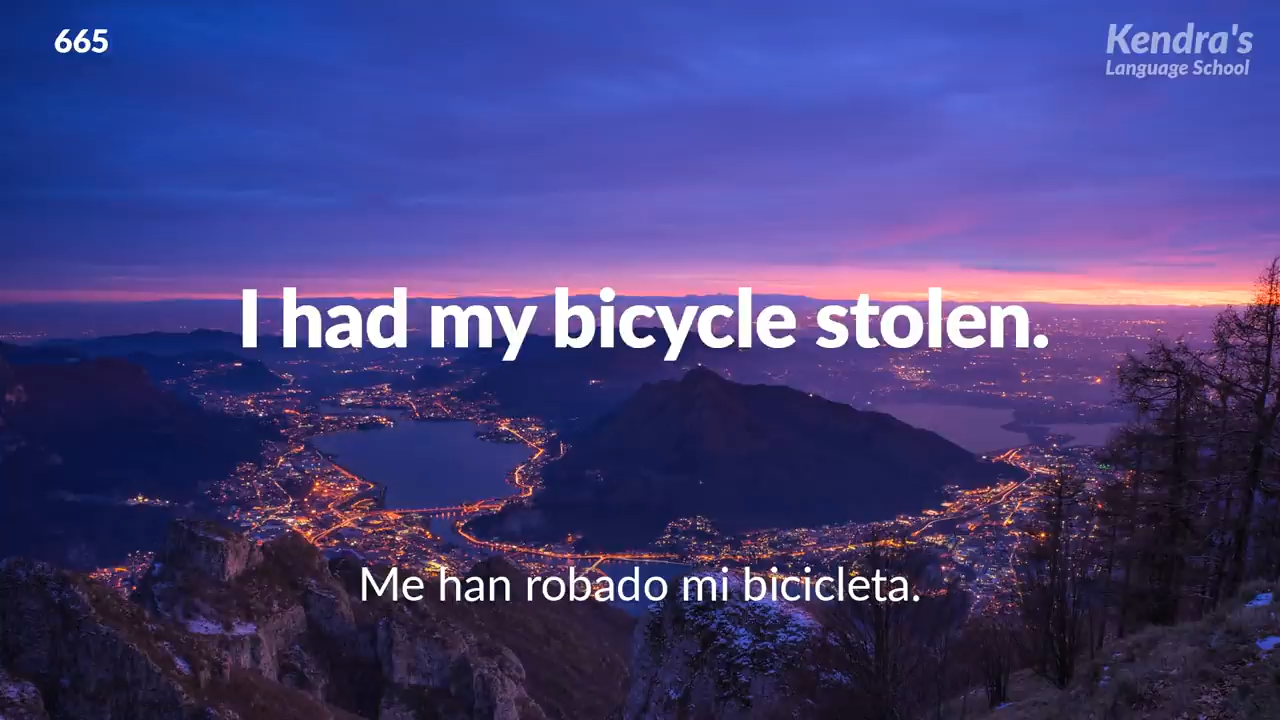 665
Kendra's
Language School
I had my bicycle stolen.
Me han robado mi bicicleta.